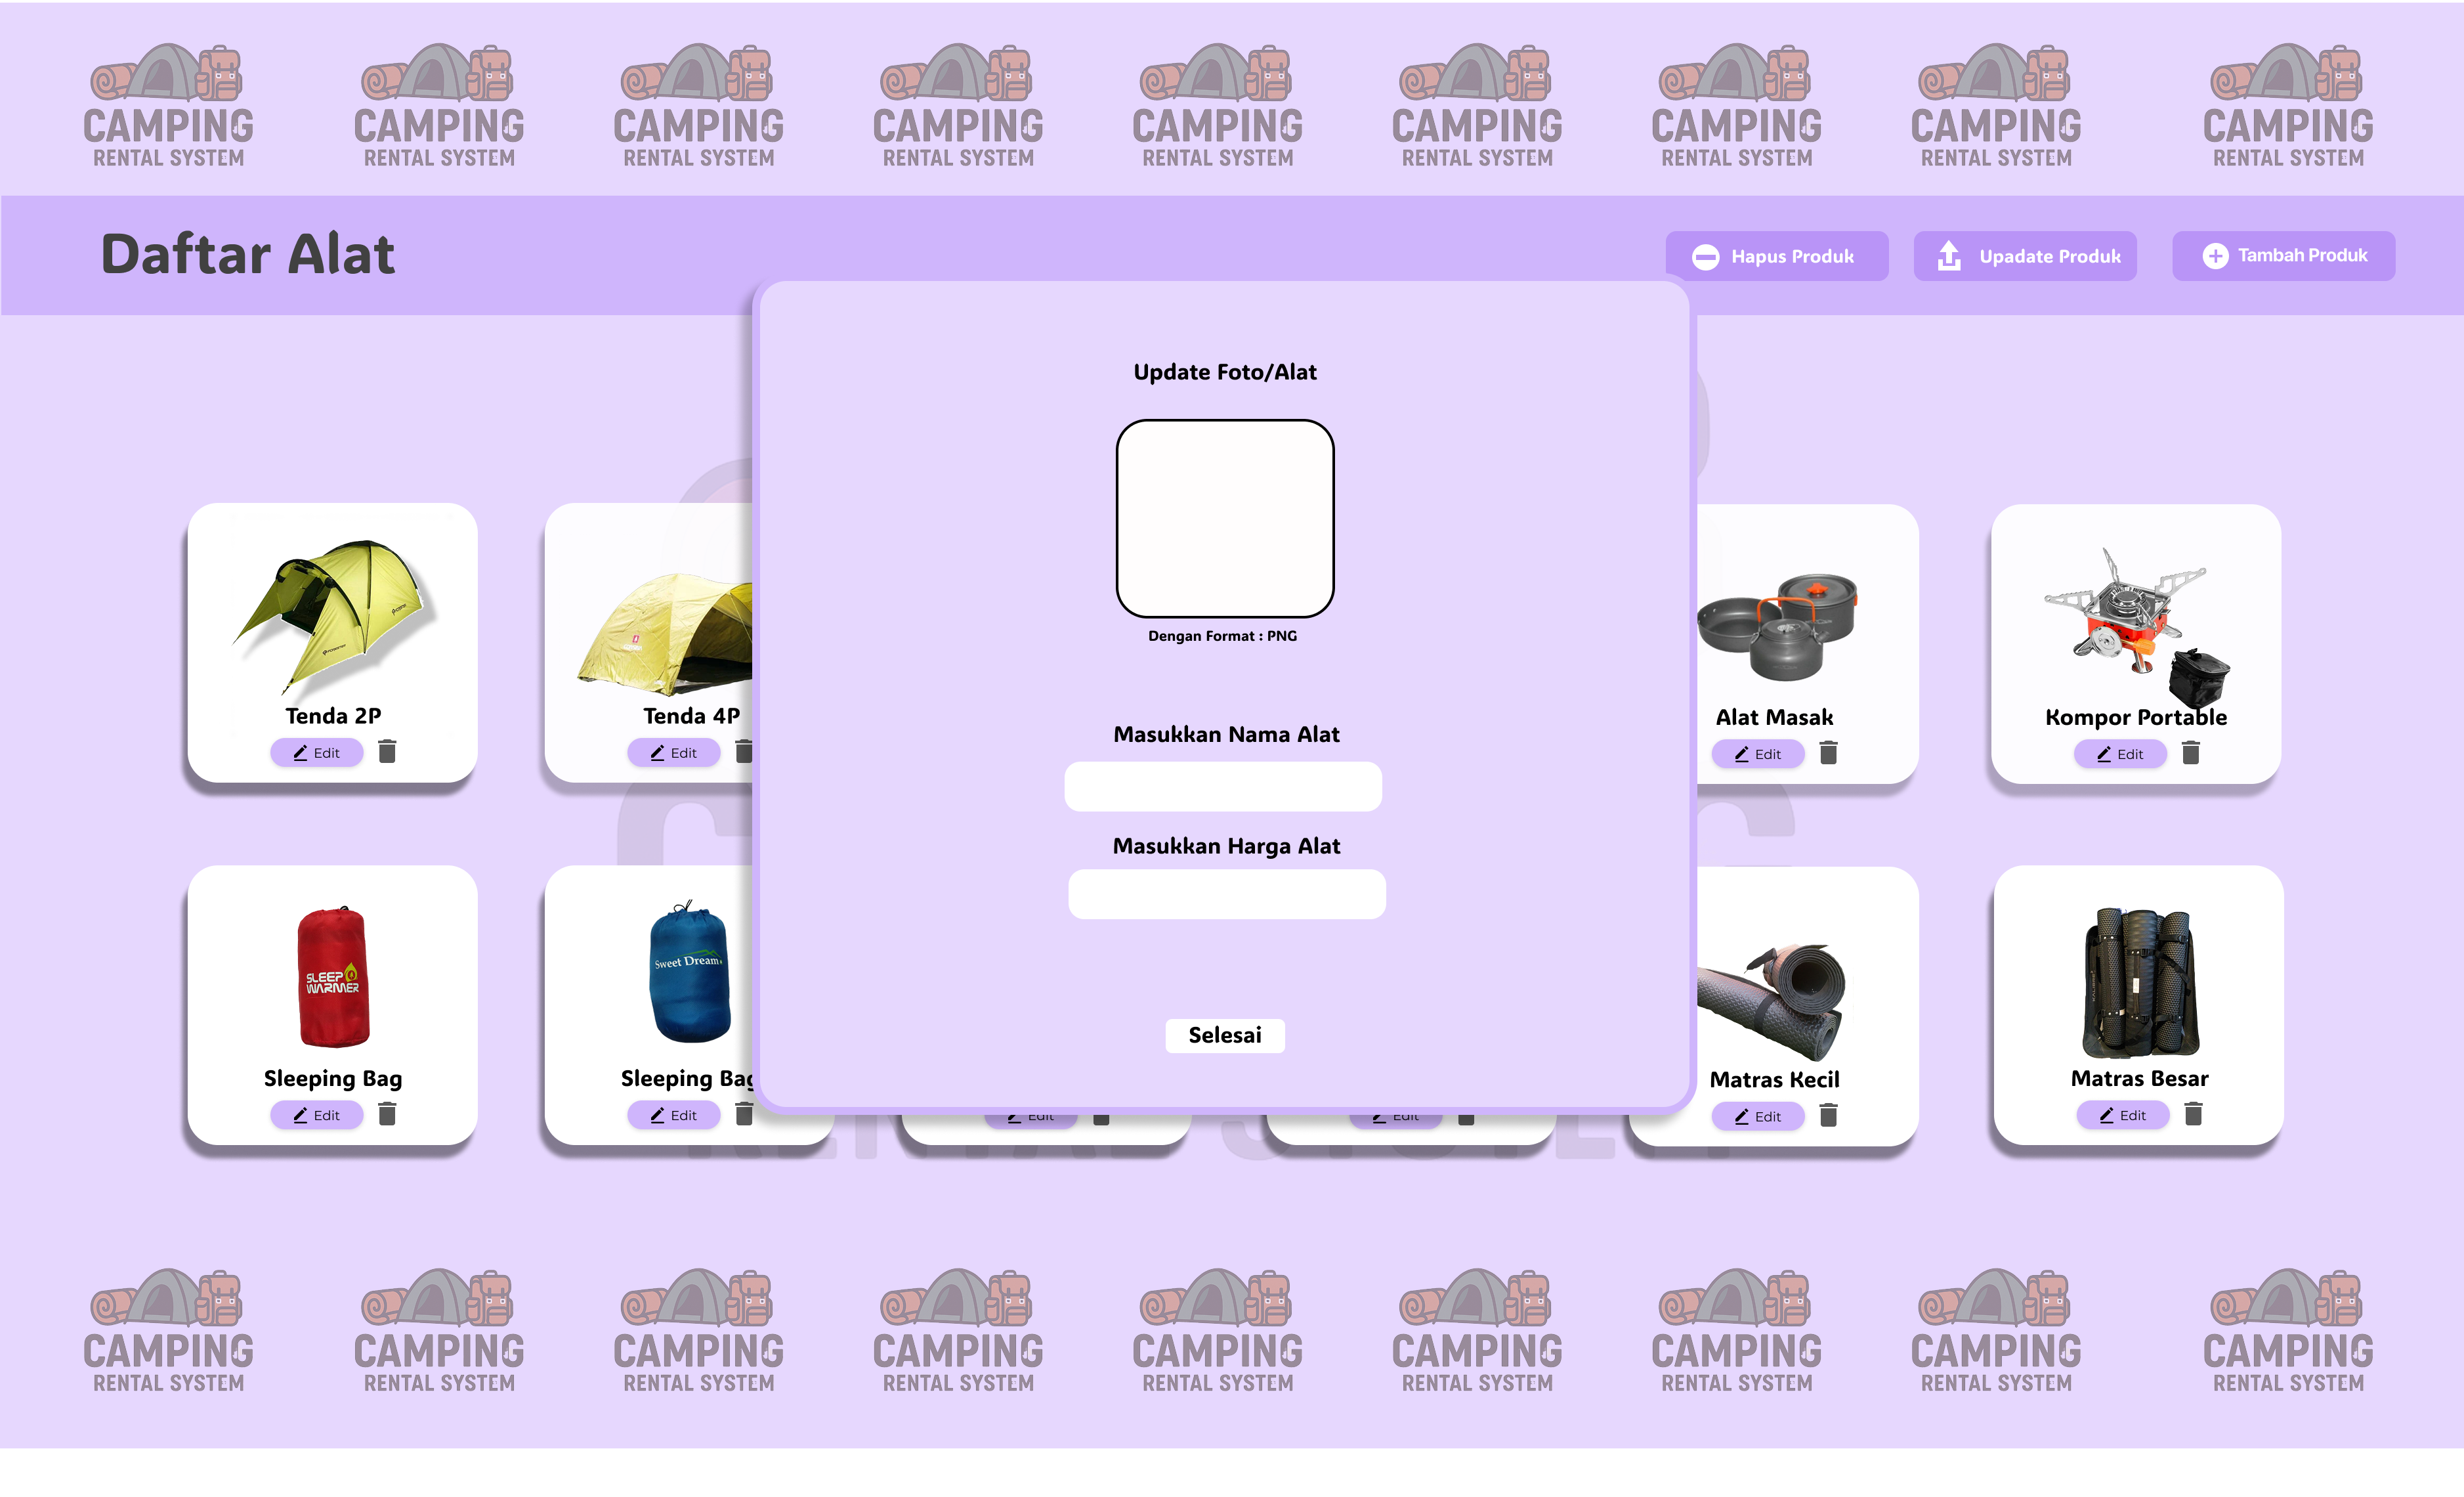 CAMPING CAMPING CAMPING CAMPING CAMPING CAMPING CAMPING CAMPING CAMPING
RENTAL SYSTEM RENTAL SYSTEM RENTAL SYSTEM RENTAL SYSTEM RENTAL SYSTEM RENTAL SYSTEM RENTAL SYSTEM RENTAL SYSTEM RENTAL SYSTEM
Daftar Alat
Hapus Produk
Upadate Produk
Tambah Produk
Update Foto/Alat
Dengan Format : PNG
Masukkan Nama Alat
Masukkan Harga Alat
Selesai
Tenda 2P
Edit
Tenda 4P
Edit
Alat Masak
Edit
Kompor Portable
Edit
SLEEP
WARMER
Sleeping Bag
Edit
Sweet Dream
Sleeping Bag
Edit
Edit
Edit
Matras Kecil
Edit
Matras Besar
Edit
RENTAL SYSTEM
CAMPING CAMPING CAMPING CAMPING CAMPING CAMPING CAMPING CAMPING CAMPING
RENTAL SYSTEM RENTAL SYSTEM RENTAL SYSTEM RENTAL SYSTEM RENTAL SYSTEM RENTAL SYSTEM RENTAL SYSTEM RENTAL SYSTEM RENTAL SYSTEM